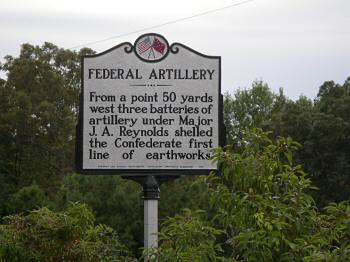 FEDERAL ARTILLERY
From a point 50 yards
west three batteries of
artillery under Major
J. A. Reynolds shelled
the Confederate first
line of earthworks